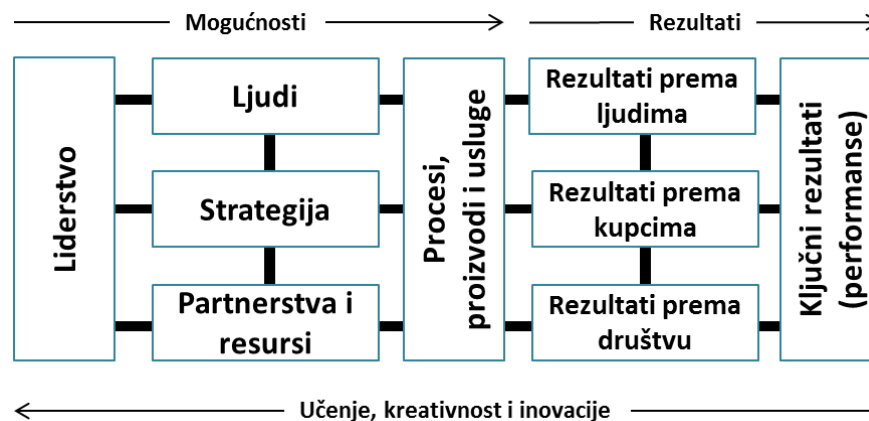 Mogućnosti
Rezultati
Liderstvo
Ljudi
Strategija
Partnerstva i
resursi
Procesi,
proizvodi i usluge
Rezultati prema
ljudima
Rezultati prema
kupcima
Rezultati prema
društvu
Ključni rezultati
(performanse)
Učenje, kreativnost i inovacije